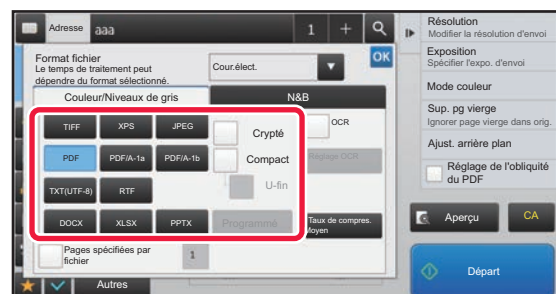 Adresse aaa 1 +
Format fichier
Le temps de traitement peut
dépendre du format sélectionné.
Cour.élect.
OK
Couleur/Niveaux de gris
N&B
TIFF XPS JPEG Crypté OCR
PDF PDF/A-1a PDF/A-1b Compact Réglage OCR
TXT(UTF-8) RTF U-fin
DOCX XLSX PPTX Programmé
Taux de compres.
Moyen
Pages spécifiées par
fichier
1
Autres
Résolution
Modifier la résolution d'envoi
Exposition
Spécifier l'expo. d'envoi
Mode couleur
Sup. pg vierge
Ignorer page vierge dans orig.
Ajust. arrière plan
Réglage de l'obliquité
du PDF
Aperçu CA
Départ